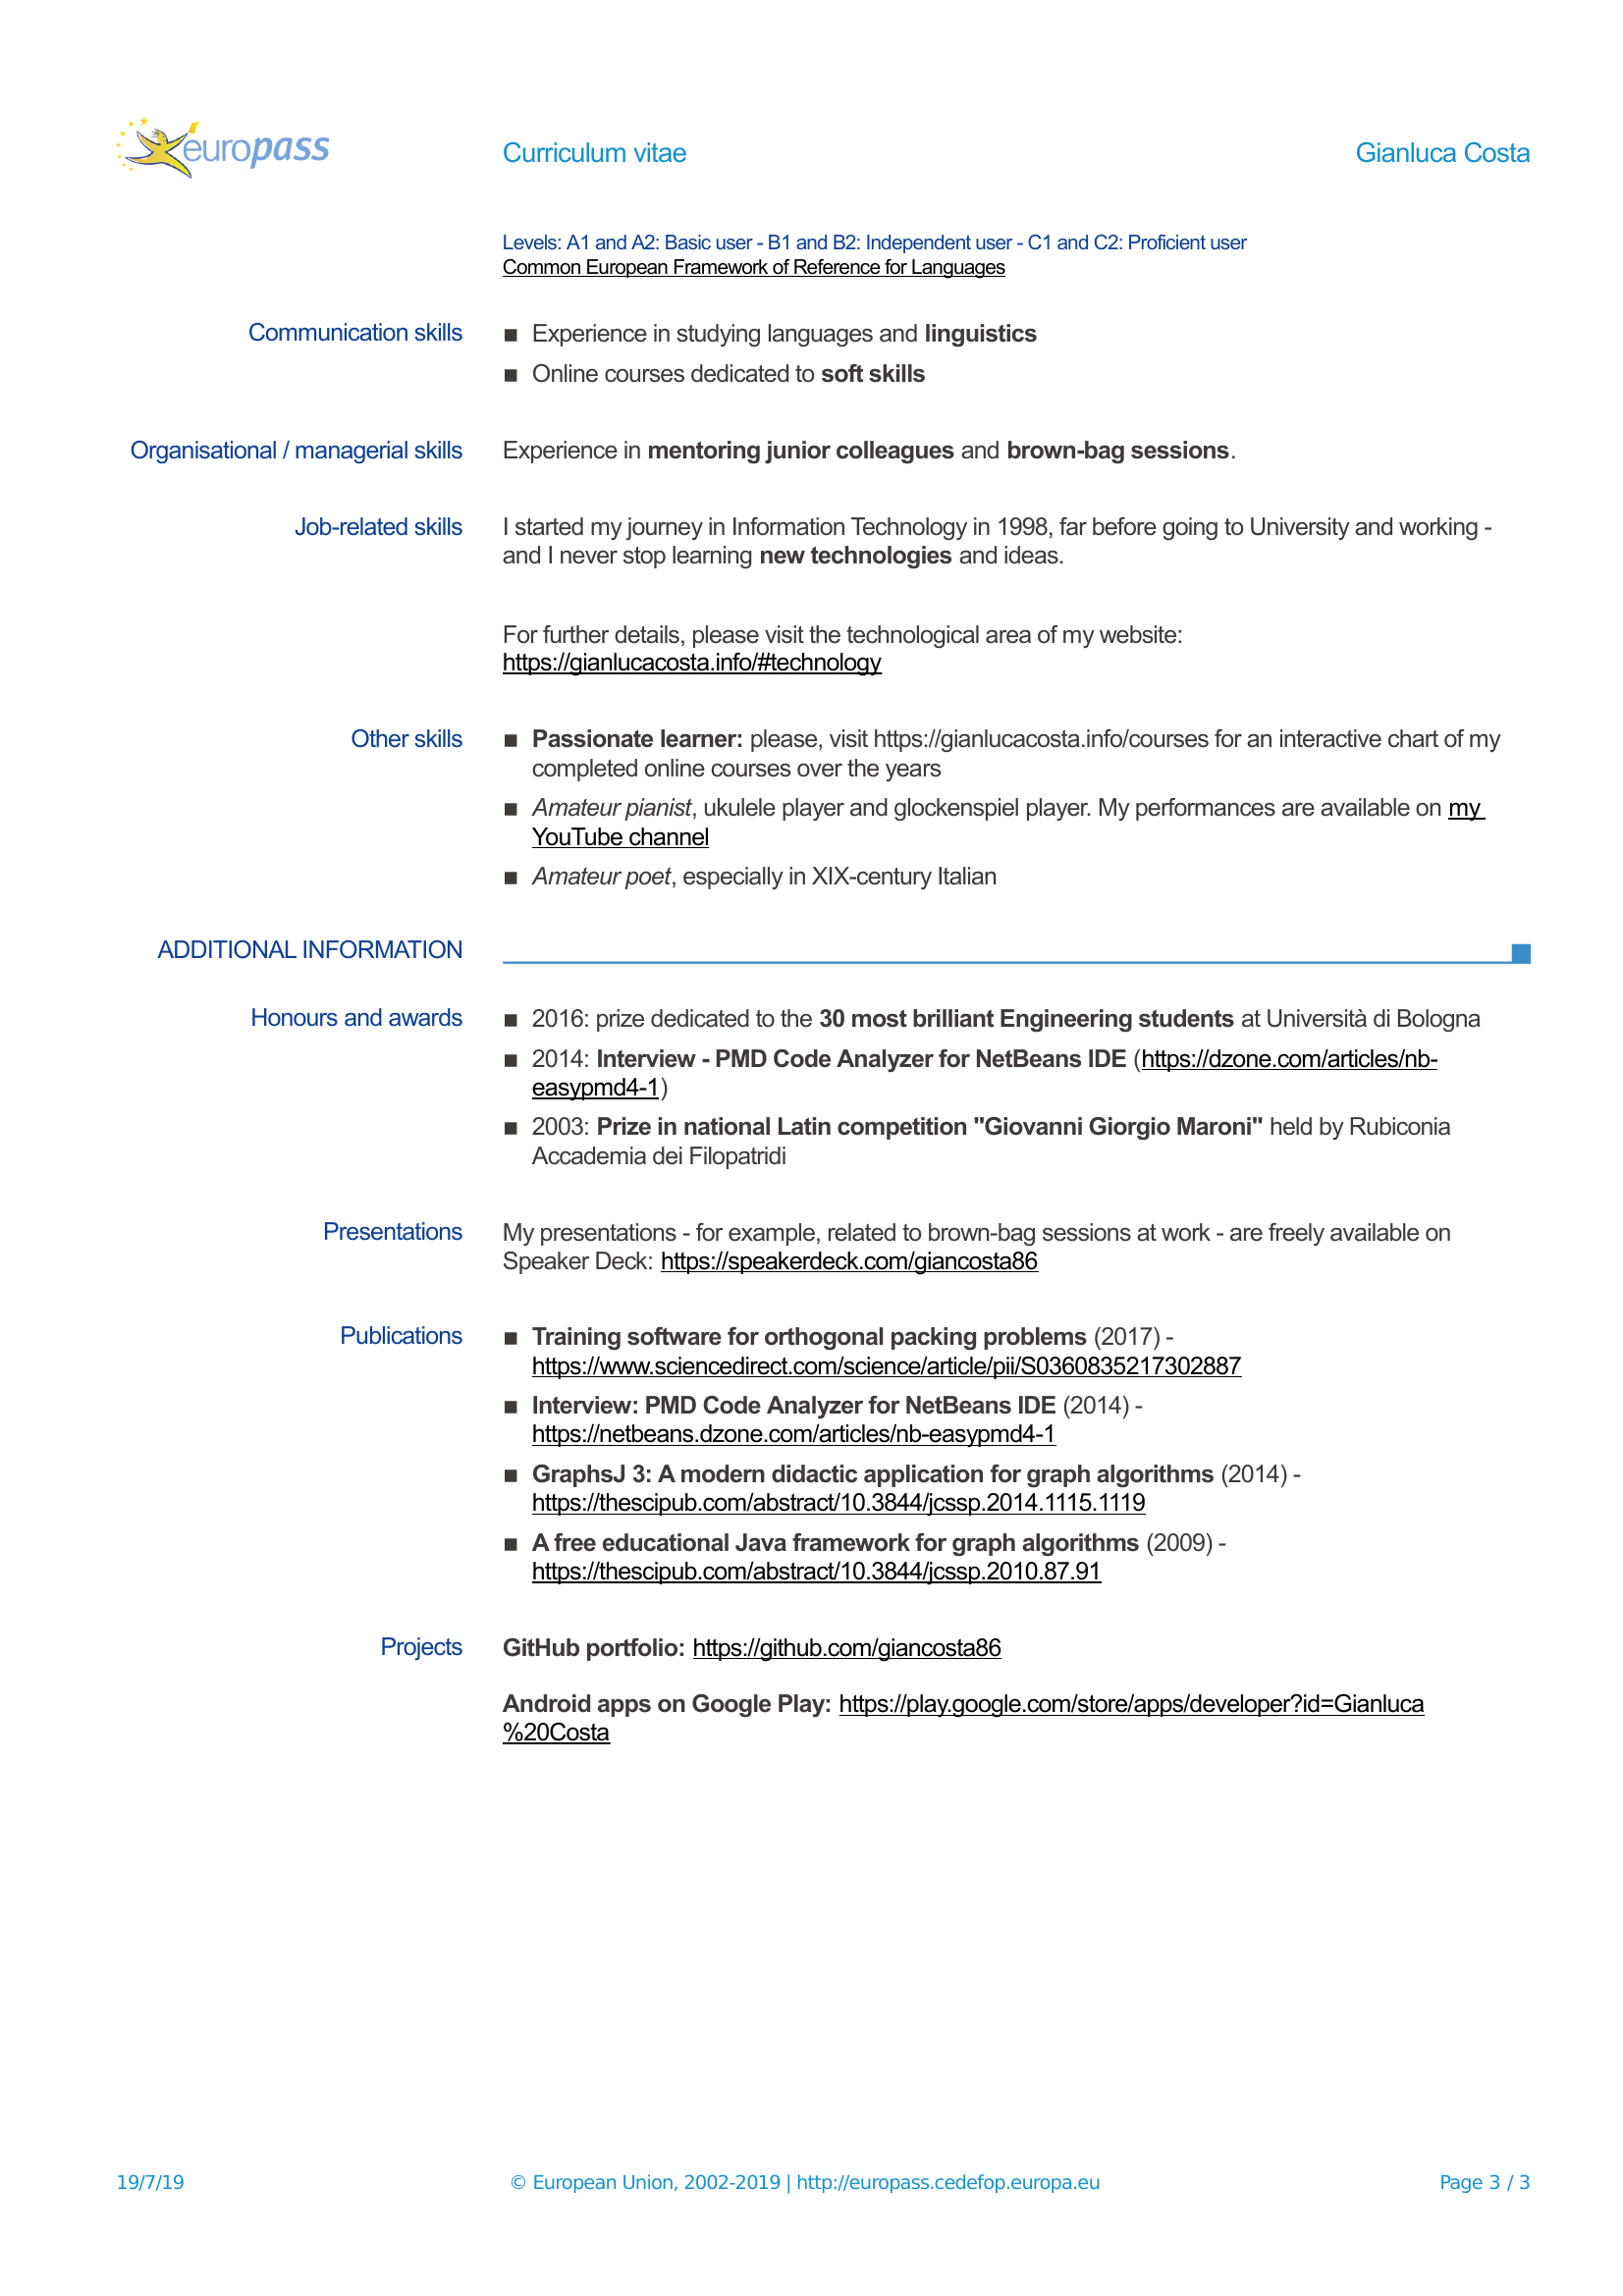 europass
Curriculum vitae
Gianluca Costa
Levels: A1 and A2: Basic user - B1 and B2: Independent user - C1 and C2: Proficient user
Common European Framework of Reference for Languages
Communication skills
■ Experience in studying languages and linguistics
■ Online courses dedicated to soft skills
Organisational / managerial skills
Experience in mentoring junior colleagues and brown-bag sessions.
Job-related skills
I started my journey in Information Technology in 1998, far before going to University and working -
and I never stop learning new technologies and ideas.
For further details, please visit the technological area of my website:
https://gianlucacosta.info/#technology
Other skills
■ Passionate learner: please, visit https://gianlucacosta.info/courses for an interactive chart of my
completed online courses over the years
■ Amateur pianist, ukulele player and glockenspiel player. My performances are available on my
YouTube channel
■ Amateur poet, especially in XIX-century Italian
ADDITIONAL INFORMATION
Honours and awards
■ 2016: prize dedicated to the 30 most brilliant Engineering students at Università di Bologna
■ 2014: Interview - PMD Code Analyzer for NetBeans IDE (https://dzone.com/articles/nb-
easypmd4-1)
■ 2003: Prize in national Latin competition "Giovanni Giorgio Maroni" held by Rubiconia
Accademia dei Filopatridi
Presentations
My presentations - for example, related to brown-bag sessions at work - are freely available on
Speaker Deck: https://speakerdeck.com/giancosta86
Publications
■ Training software for orthogonal packing problems (2017) -
https://www.sciencedirect.com/science/article/pii/S0360835217302887
■ Interview: PMD Code Analyzer for NetBeans IDE (2014) -
https://netbeans.dzone.com/articles/nb-easypmd4-1
■ GraphsJ 3: A modern didactic application for graph algorithms (2014) -
https://thescipub.com/abstract/10.3844/jcssp.2014.1115.1119
■ A free educational Java framework for graph algorithms (2009) -
https://thescipub.com/abstract/10.3844/jcssp.2010.87.91
Projects
GitHub portfolio: https://github.com/giancosta86
Android apps on Google Play: https://play.google.com/store/apps/developer?id=Gianluca
%20Costa
19/7/19
© European Union, 2002-2019 | http://europass.cedefop.europa.eu
Page 3 / 3